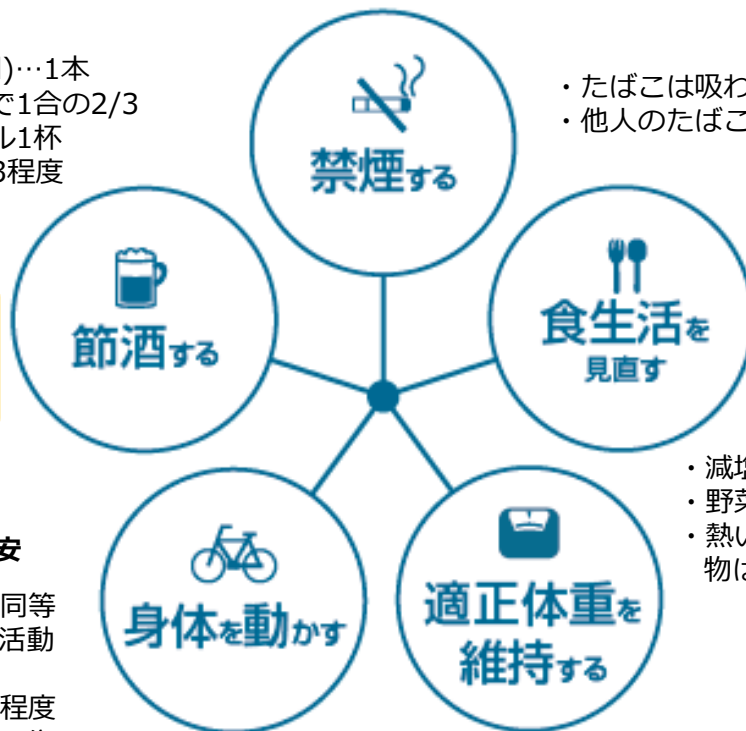 )…1本
で1合の2/3
ル1杯
3程度
禁煙する
・たばこは吸わ
・他人のたばこ
節酒する
食生活を
見直す
・減塩
・野菜
・熱い
物は
安
同等
活動
程度
身体を動かす
適正体重を
維持する